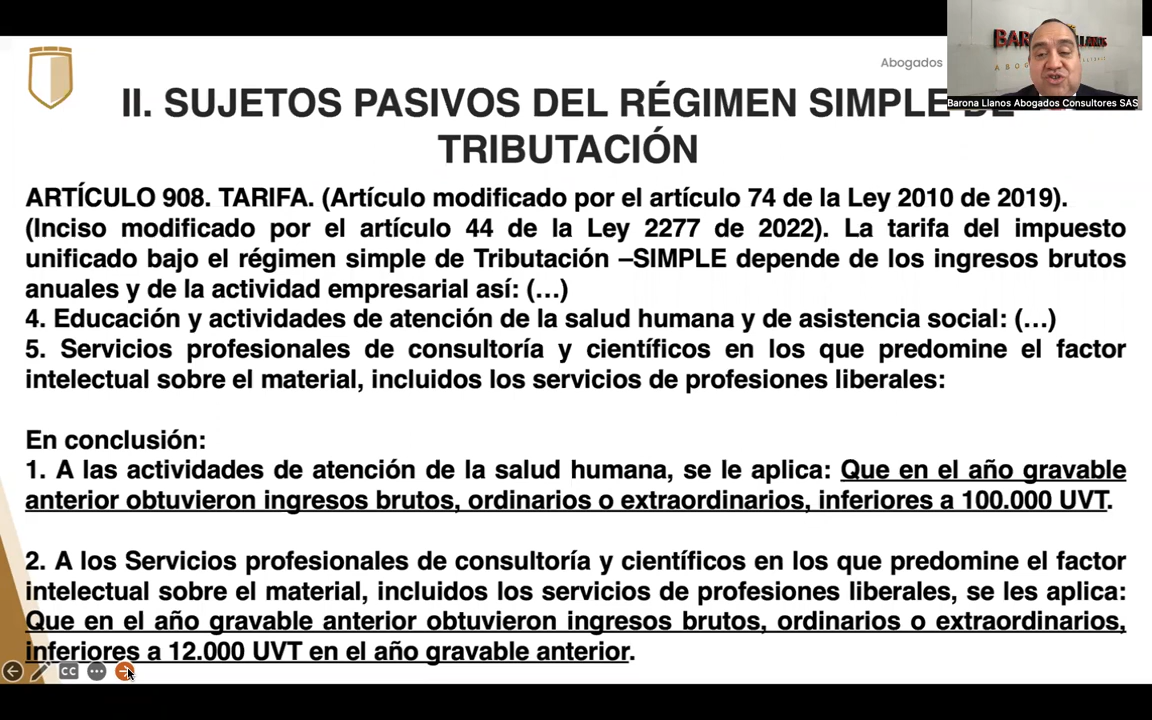 Abogados
Barona Llanos Abogados Consultores SAS
II. SUJETOS PASIVOS DEL RÉGIMEN SIMPLE DE
TRIBUTACIÓN
ARTÍCULO 908. TARIFA. (Artículo modificado por el artículo 74 de la Ley 2010 de 2019).
(Inciso modificado por el artículo 44 de la Ley 2277 de 2022). La tarifa del impuesto
unificado bajo el régimen simple de Tributación –SIMPLE depende de los ingresos brutos
anuales y de la actividad empresarial así: (…)
4. Educación y actividades de atención de la salud humana y de asistencia social: (…)
5. Servicios profesionales de consultoría y científicos en los que predomine el factor
intelectual sobre el material, incluidos los servicios de profesiones liberales:
En conclusión:
1. A las actividades de atención de la salud humana, se le aplica: Que en el año gravable
anterior obtuvieron ingresos brutos, ordinarios o extraordinarios, inferiores a 100.000 UVT.
2. A los Servicios profesionales de consultoría y científicos en los que predomine el factor
intelectual sobre el material, incluidos los servicios de profesiones liberales, se les aplica:
Que en el año gravable anterior obtuvieron ingresos brutos, ordinarios o extraordinarios,
inferiores a 12.000 UVT en el año gravable anterior.
CC